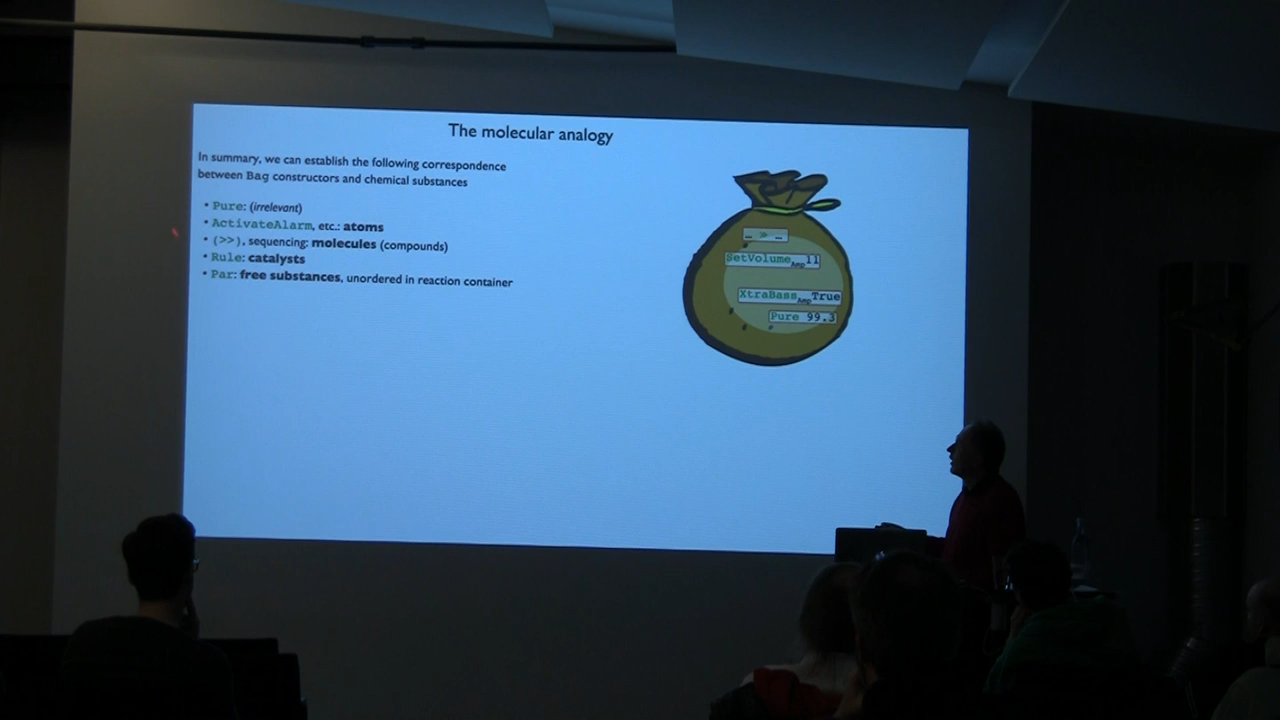 The molecular analogy
In summary, we can establish the following correspondence
between Bag constructors and chemical substances
• Pure: (irrelevant)
• ActivateAlarm, etc.: atoms
• (>>), sequencing: molecules (compounds)
• Rule: catalysts
• Par: free substances, unordered in reaction container
… > …
SetVolume Amp 11
XtraBass Amp True
Pure 99.3